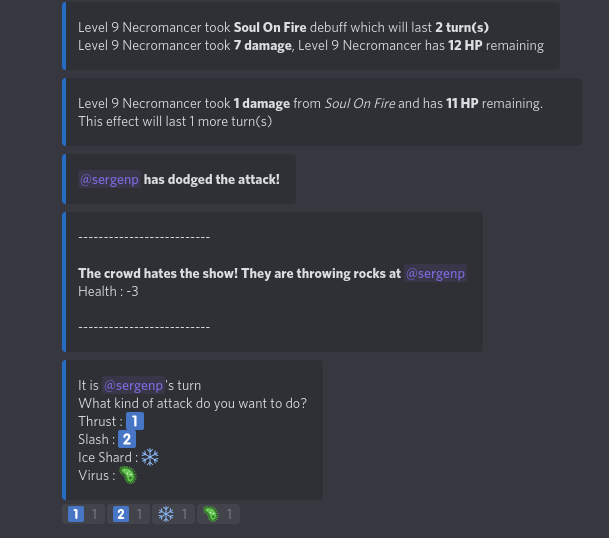 Level 9 Necromancer took Soul On Fire debuff which will last 2 turn(s)
Level 9 Necromancer took 7 damage, Level 9 Necromancer has 12 HP remaining
Level 9 Necromancer took 1 damage from Soul On Fire and has 11 HP remaining.
This effect will last 1 more turn(s)
@sergenp has dodged the attack!
--------------------------
The crowd hates the show! They are throwing rocks at @sergenp
Health : -3
--------------------------
It is @sergenp's turn
What kind of attack do you want to do?
Thrust : 1
Slash : 2
Ice Shard : ❄
Virus : 🦠
1 1 2 1 ❄ 1 🦠 1